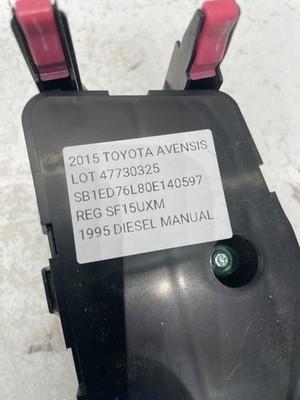 2015 TOYOTA AVENSIS
LOT 47730325
SB1ED76L80E140597
REG SF15UXM
1995 DIESEL MANUAL